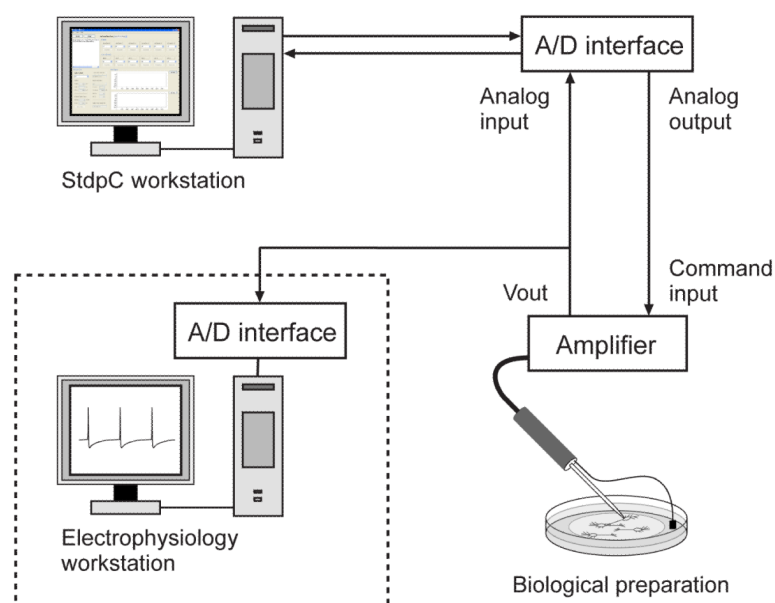 A/D interface
Analog
input
Analog
output
StdpC workstation
Vout
Command
input
A/D interface
Amplifier
Electrophysiology
workstation
Biological preparation